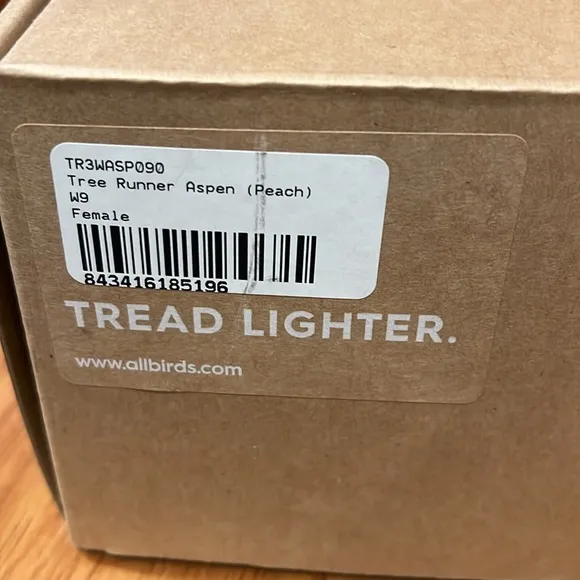 TR3WASP090
Tree Runner Aspen (Peach)
W9
Female
843416185196
TREAD LIGHTER.
www.allbirds.com